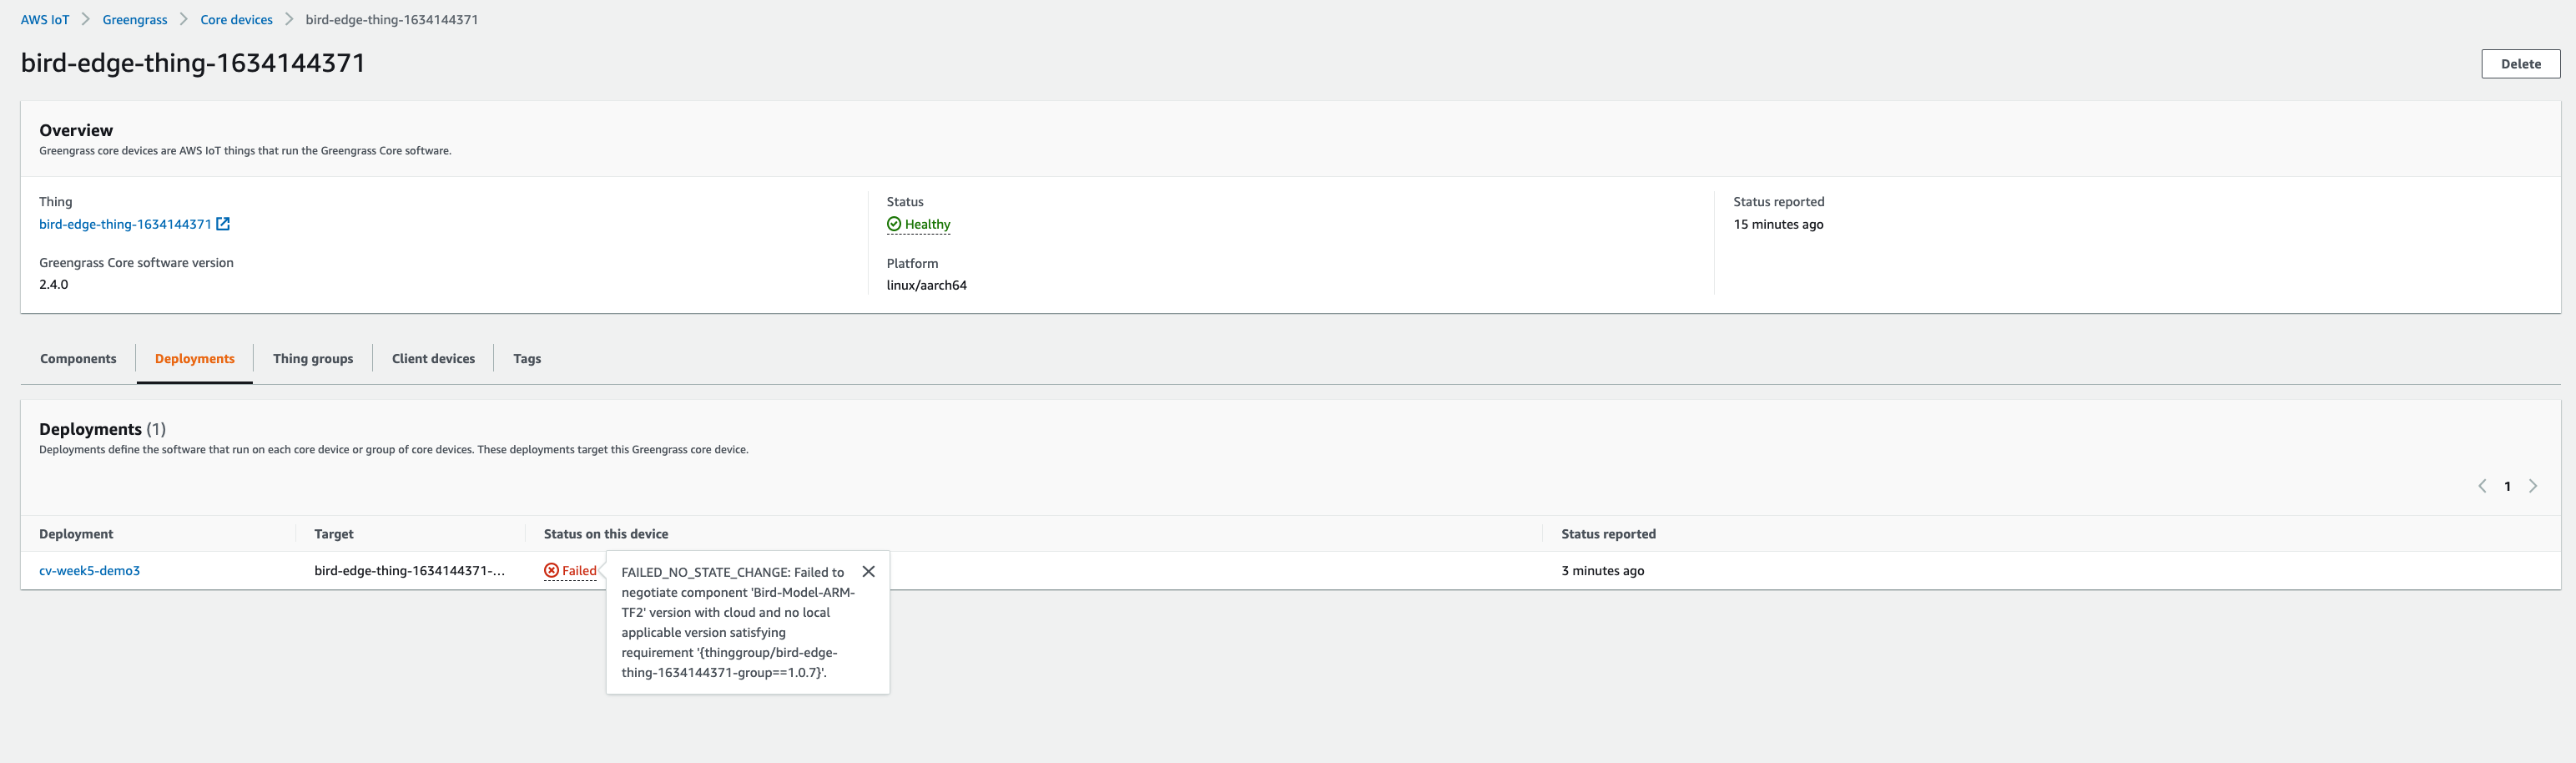 AWS IoT > Greengrass > Core devices > bird-edge-thing-1634144371
bird-edge-thing-1634144371
Delete
Overview
Greengrass core devices are AWS IoT things that run the Greengrass Core software.
Thing
bird-edge-thing-1634144371
Status
Healthy
Status reported
15 minutes ago
Greengrass Core software version
2.4.0
Platform
linux/aarch64
Components
Deployments
Thing groups
Client devices
Tags
Deployments (1)
Deployments define the software that run on each core device or group of core devices. These deployments target this Greengrass core device.
1
Deployment Target Status on this device Status reported
cv-week5-demo3 bird-edge-thing-1634144371-... Failed 3 minutes ago
FAILED_NO_STATE_CHANGE: Failed to
negotiate component 'Bird-Model-ARM-
TF2' version with cloud and no local
applicable version satisfying
requirement '{thinggroup/bird-edge-
thing-1634144371-group==1.0.7}'.